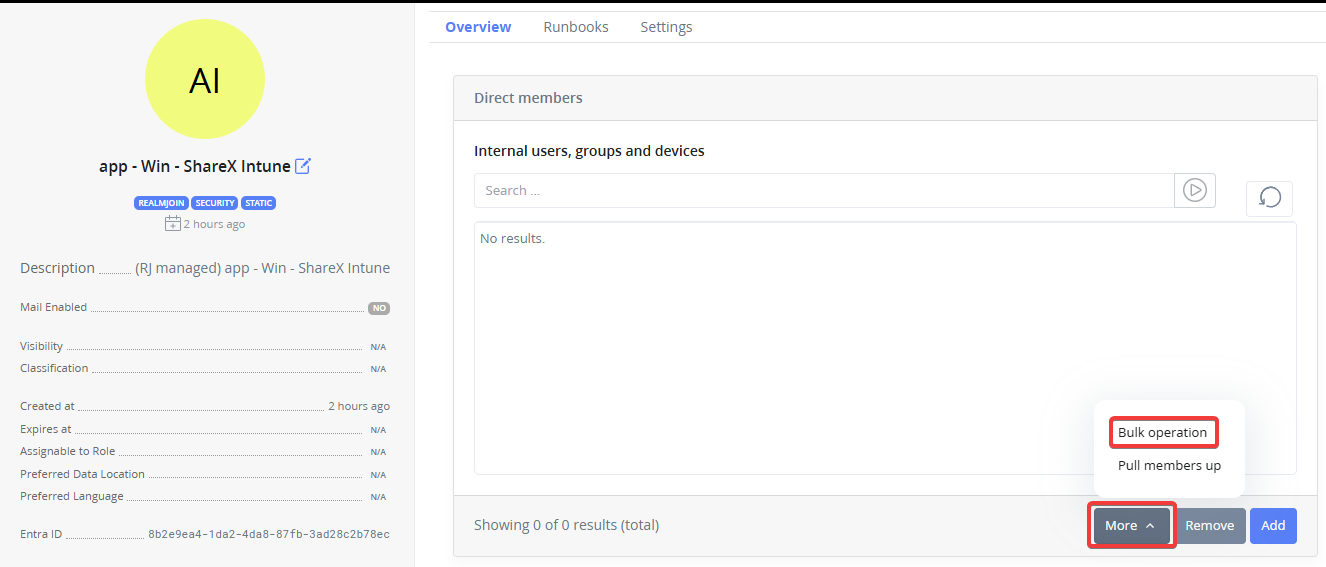 AI
app - Win - ShareX Intune
REALMJOIN SECURITY STATIC
2 hours ago
Description (RJ managed) app - Win - ShareX Intune
Mail Enabled NO
Visibility N/A
Classification N/A
Created at 2 hours ago
Expires at N/A
Assignable to Role N/A
Preferred Data Location N/A
Preferred Language N/A
Entra ID 8b2e9ea4-1da2-4da8-87fb-3ad28c2b78ec
Overview Runbooks Settings
Direct members
Internal users, groups and devices
Search ...
No results.
Bulk operation
Pull members up
Showing 0 of 0 results (total)
More Remove Add